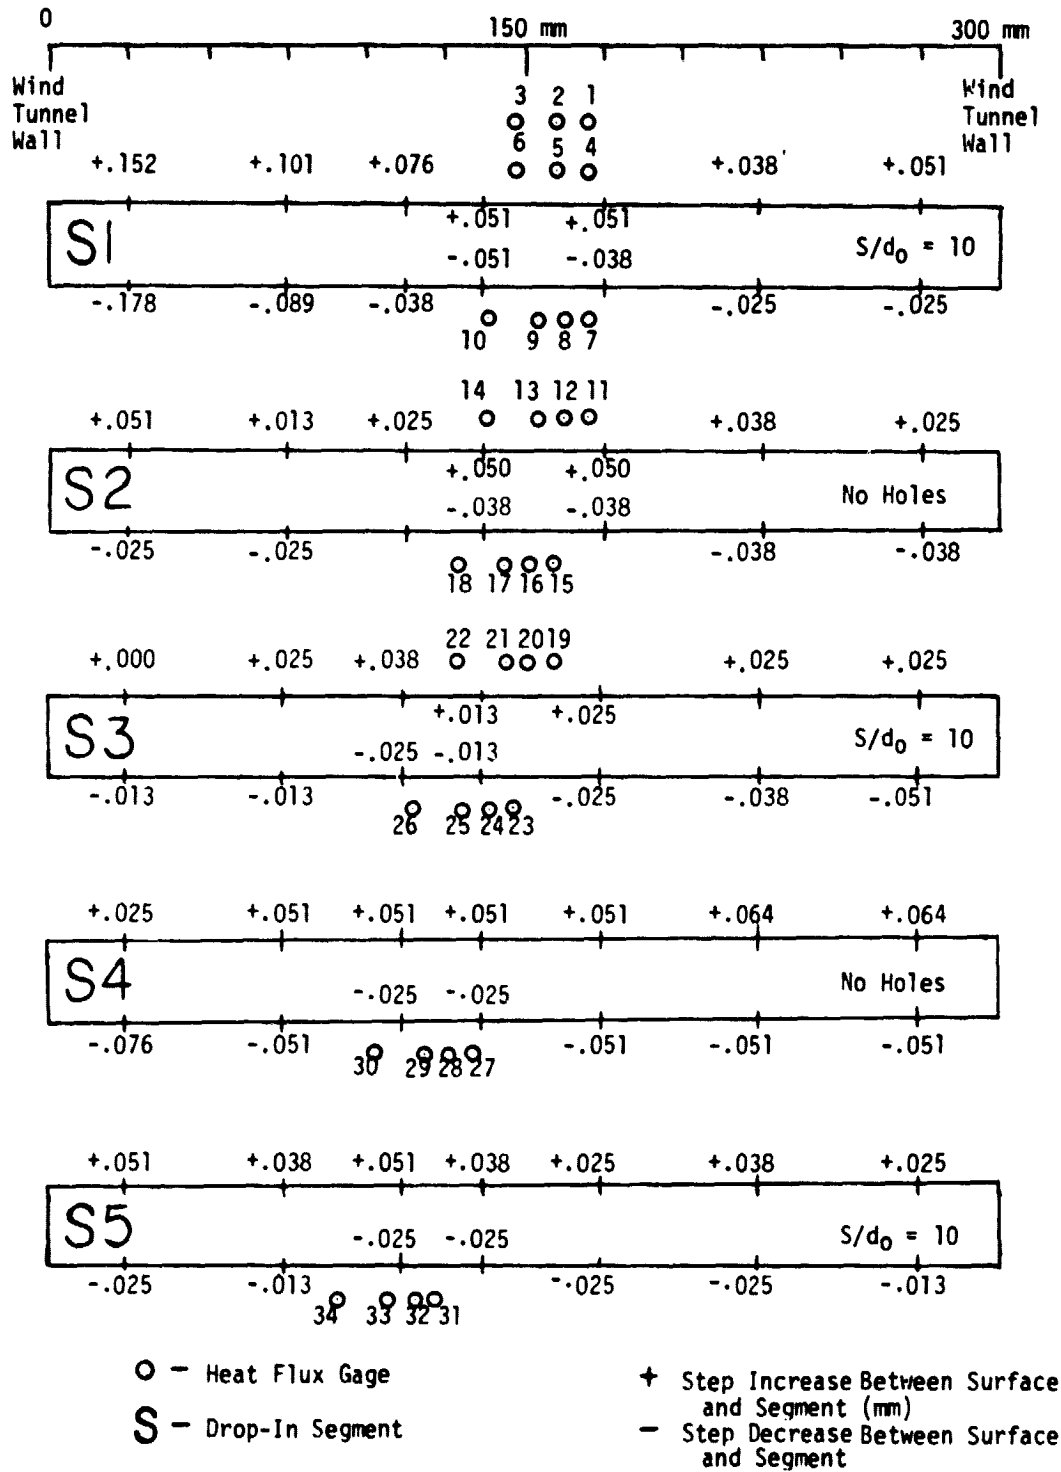 0 150 mm 300 mm
Wind Tunnel Wall
Wind Tunnel Wall
3 2 1
6 5 4
+.152 +.101 +.076 +.038 +.051
+.051 +.051
S1 S/do = 10
-.051 -.038
-.178 -.089 -.038 -.025 -.025
10 9 8 7
14 13 12 11
+.051 +.013 +.025 +.038 +.025
+.050 +.050
S2 No Holes
-.038 -.038
-.025 -.025 -.038 -.038
18 17 16 15
22 21 20 19
+.000 +.025 +.038 +.025 +.025
+.013 +.025
S3 S/do = 10
-.025 -.013
-.013 -.013 -.025 -.038 -.051
26 25 24 23
+.025 +.051 +.051 +.051 +.051 +.064 +.064
S4 No Holes
-.025 -.025
-.076 -.051 -.051 -.051 -.051
30 29 28 27
+.051 +.038 +.051 +.038 +.025 +.038 +.025
S5 S/do = 10
-.025 -.025
-.025 -.013 -.025 -.025 -.013
34 33 32 31
O - Heat Flux Gage
S - Drop-In Segment
+ Step Increase Between Surface
and Segment (mm)
- Step Decrease Between Surface
and Segment